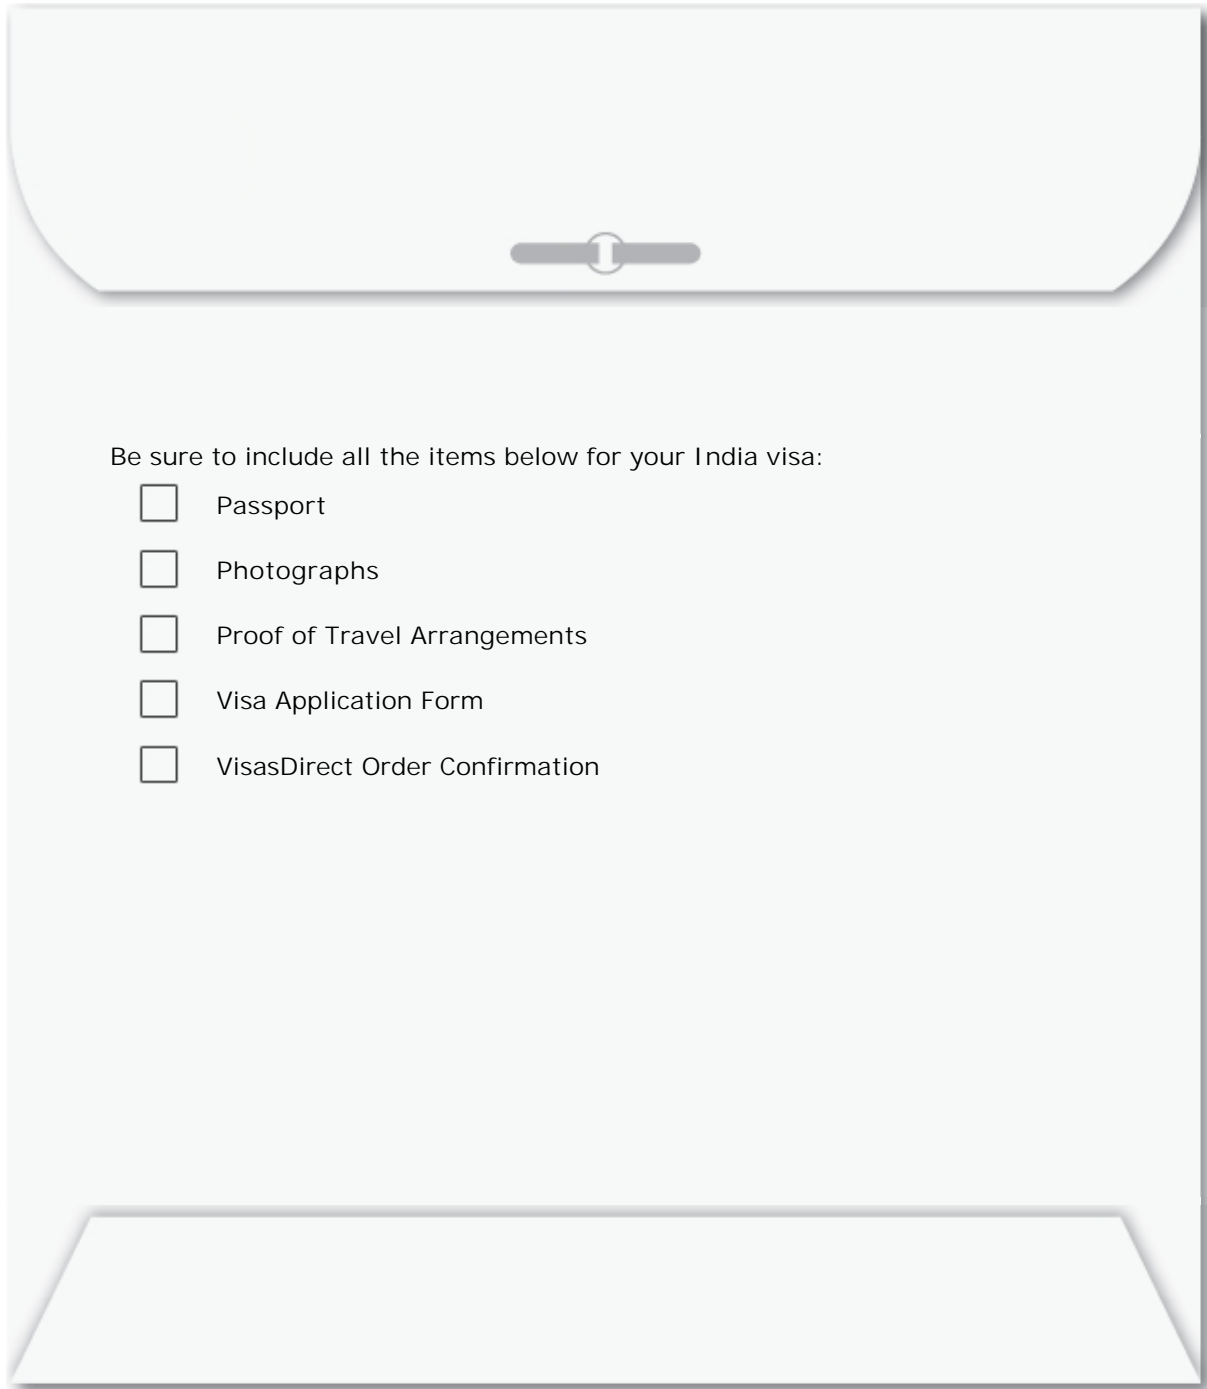 Be sure to include all the items below for your India visa:
Passport
Photographs
Proof of Travel Arrangements
Visa Application Form
VisasDirect Order Confirmation